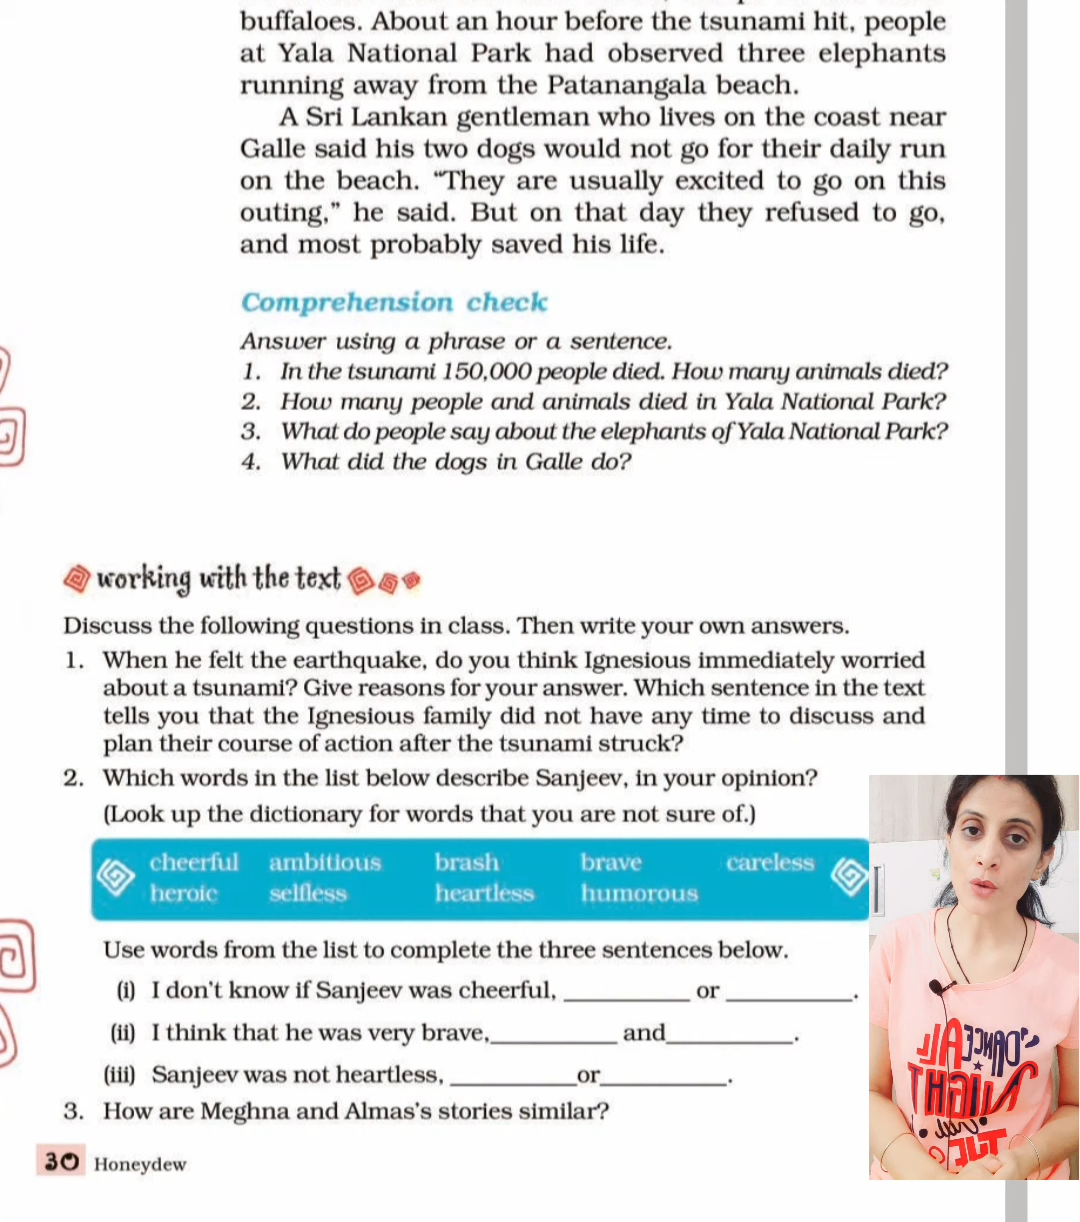 buffaloes. About an hour before the tsunami hit, people
at Yala National Park had observed three elephants
running away from the Patanangala beach.
A Sri Lankan gentleman who lives on the coast near
Galle said his two dogs would not go for their daily run
on the beach. “They are usually excited to go on this
outing,” he said. But on that day they refused to go,
and most probably saved his life.
Comprehension check
Answer using a phrase or a sentence.
1. In the tsunami 150,000 people died. How many animals died?
2. How many people and animals died in Yala National Park?
3. What do people say about the elephants of Yala National Park?
4. What did the dogs in Galle do?
working with the text
Discuss the following questions in class. Then write your own answers.
1. When he felt the earthquake, do you think Ignesious immediately worried
about a tsunami? Give reasons for your answer. Which sentence in the text
tells you that the Ignesious family did not have any time to discuss and
plan their course of action after the tsunami struck?
2. Which words in the list below describe Sanjeev, in your opinion?
(Look up the dictionary for words that you are not sure of.)
cheerful ambitious brash brave careless
heroic selfless heartless humorous
Use words from the list to complete the three sentences below.
(i) I don’t know if Sanjeev was cheerful, ____________ or ____________.
(ii) I think that he was very brave,____________ and____________.
(iii) Sanjeev was not heartless, ____________or____________.
3. How are Meghna and Almas’s stories similar?
30 Honeydew
DANCE
ALL
NIGHT
THE